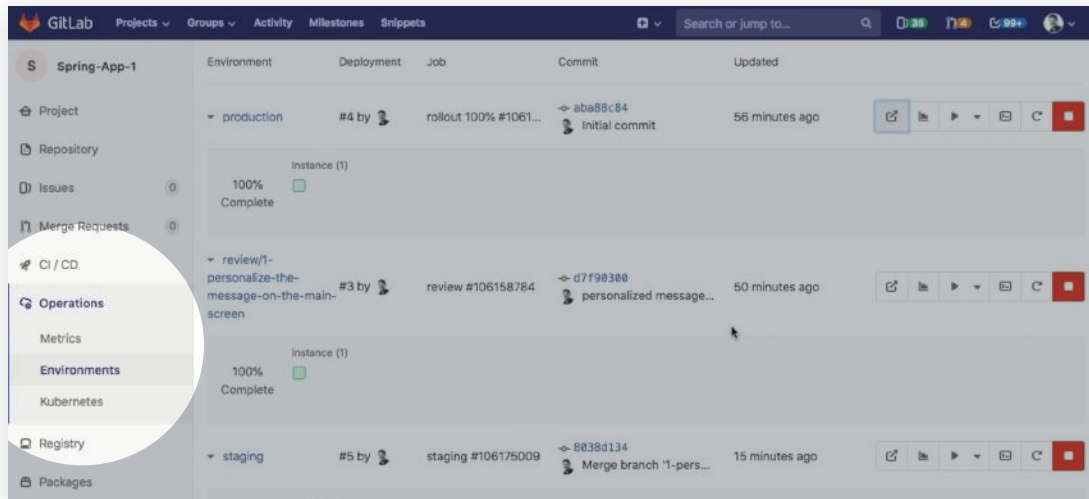 GitLab Projects Groups Activity Milestones Snippets Search or jump to... 35 4 99+
S Spring-App-1
Project
Repository
Issues 0
Merge Requests 0
CI / CD
Operations
Metrics
Environments
Kubernetes
Registry
Packages
Environment Deployment Job Commit Updated
production #4 by rollout 100% #1061... aba88c84 56 minutes ago
Initial commit
Instance (1)
100%
Complete
review/1-
personalize-the-
message-on-the-main-
screen
#3 by review #106158784 d7f90300 50 minutes ago
personalized message...
Instance (1)
100%
Complete
staging #5 by staging #106175009 8038d134 15 minutes ago
Merge branch '1-pers...